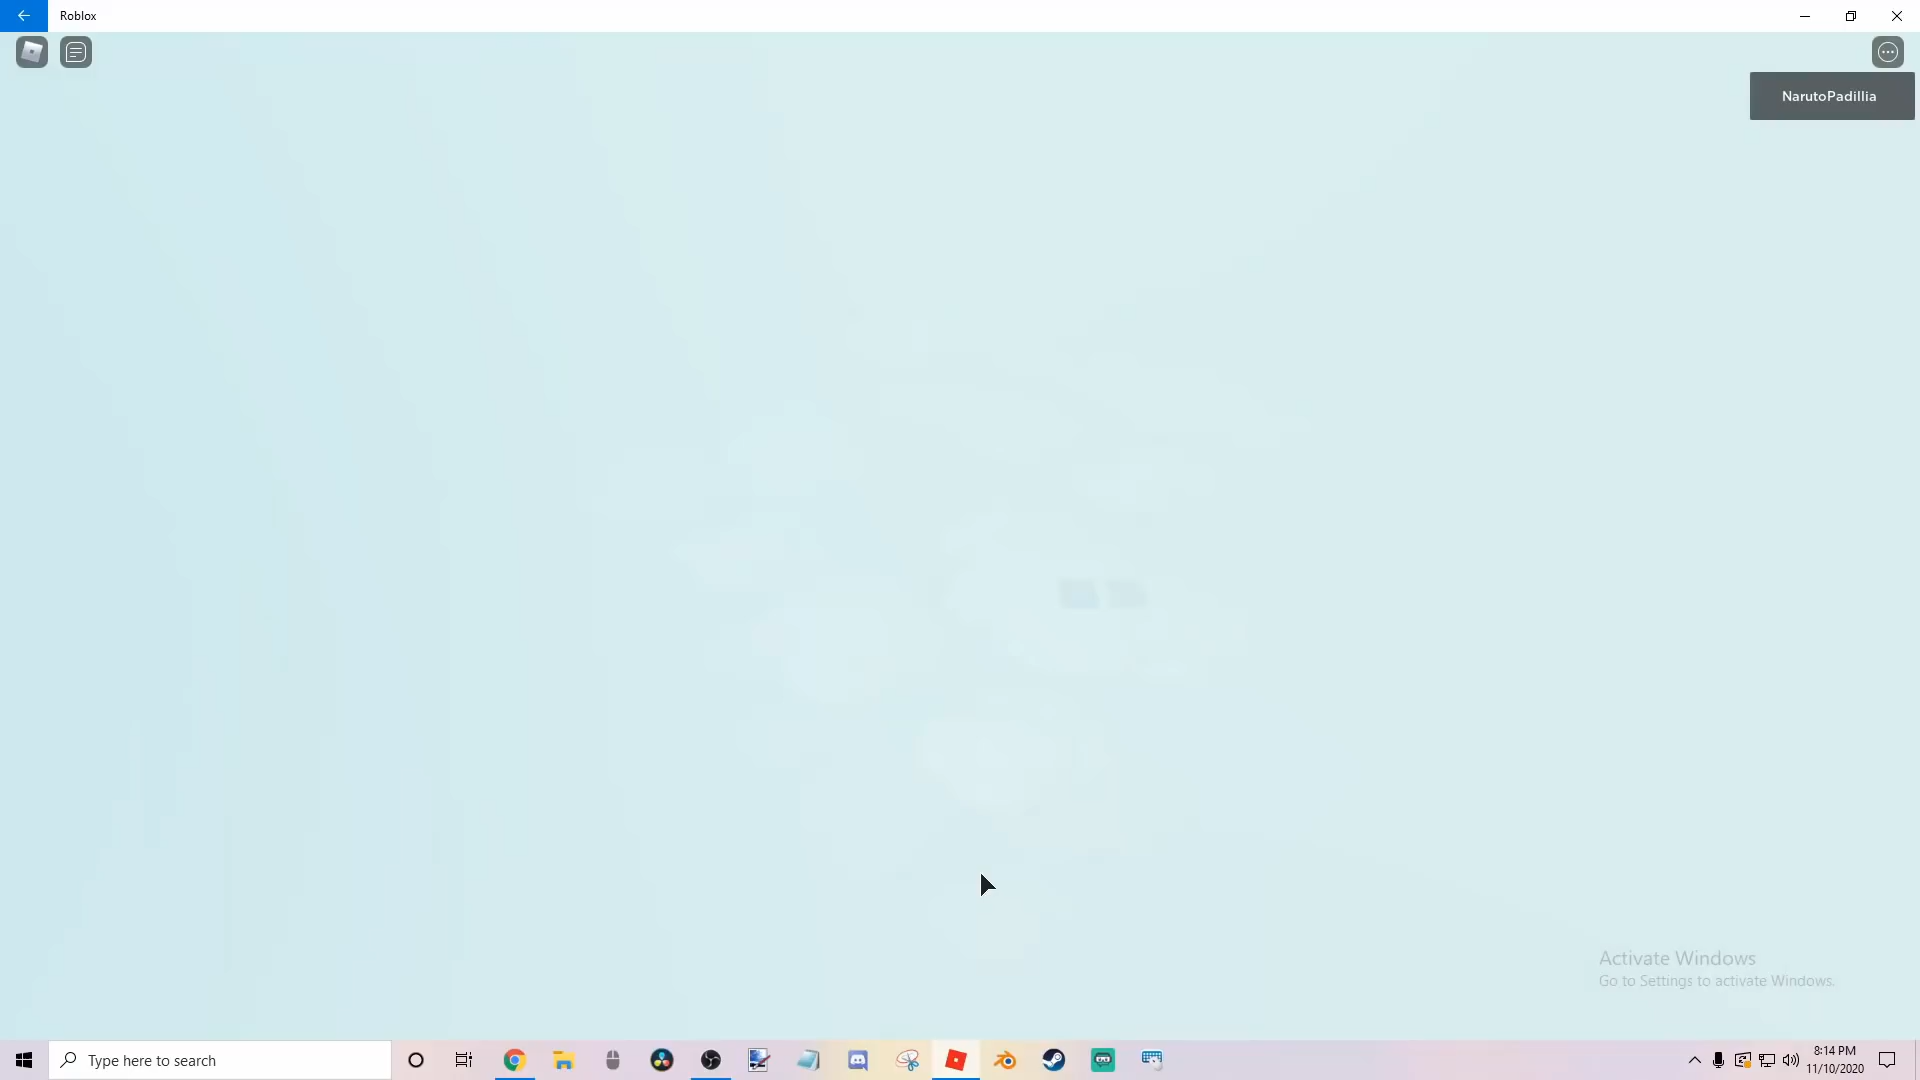 Roblox
NarutoPadillia
Activate Windows
Go to Settings to activate Windows.
Type here to search
8:14 PM
11/10/2020